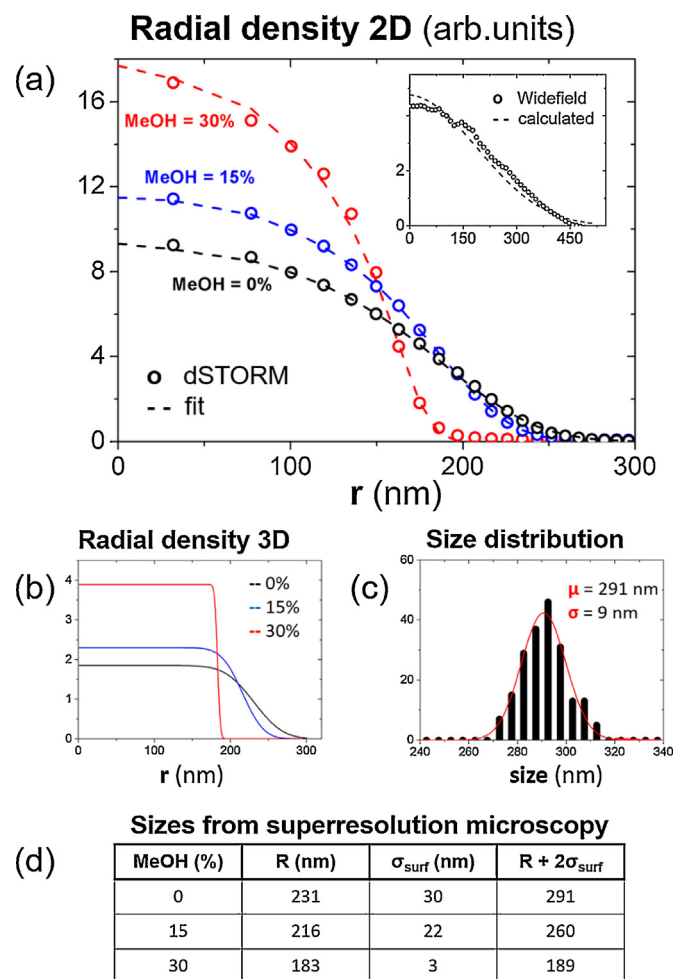 Radial density 2D (arb.units)
(a)
16
12
8
4
0
MeOH = 30%
MeOH = 15%
MeOH = 0%
dSTORM
fit
Widefield
calculated
4
2
0
0 150 300 450
0 100 200 300
r (nm)
Radial density 3D
(b)
4
3
2
1
0
0%
15%
30%
0 100 200 300
r (nm)
Size distribution
(c)
60
40
20
0
μ = 291 nm
σ = 9 nm
240 260 280 300 320 340
size (nm)
Sizes from superresolution microscopy
(d)
MeOH (%) R (nm) σsurf (nm) R + 2σsurf
0 231 30 291
15 216 22 260
30 183 3 189